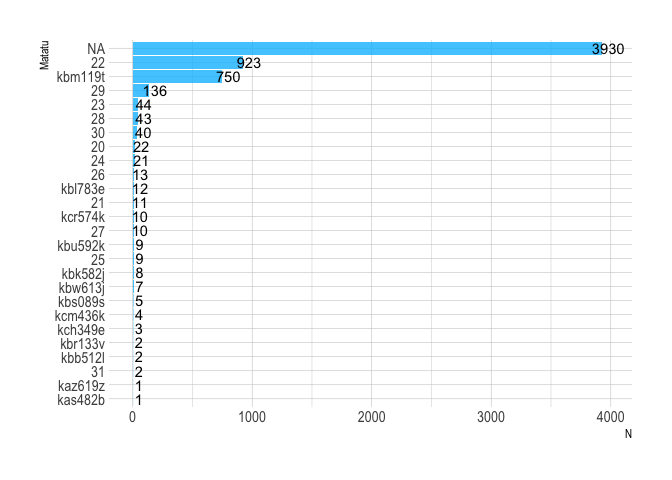 Matatu
NA 3930
22 923
kbm119t 750
29 136
23 44
28 43
30 40
20 22
24 21
26 13
kbl783e 12
21 11
kcr574k 10
27 10
kbu592k 9
25 9
kbk582j 8
kbw613j 7
kbs089s 5
kcm436k 4
kch349e 3
kbr133v 2
kbb512l 2
31 2
kaz619z 1
kas482b 1
0 1000 2000 3000 4000
N